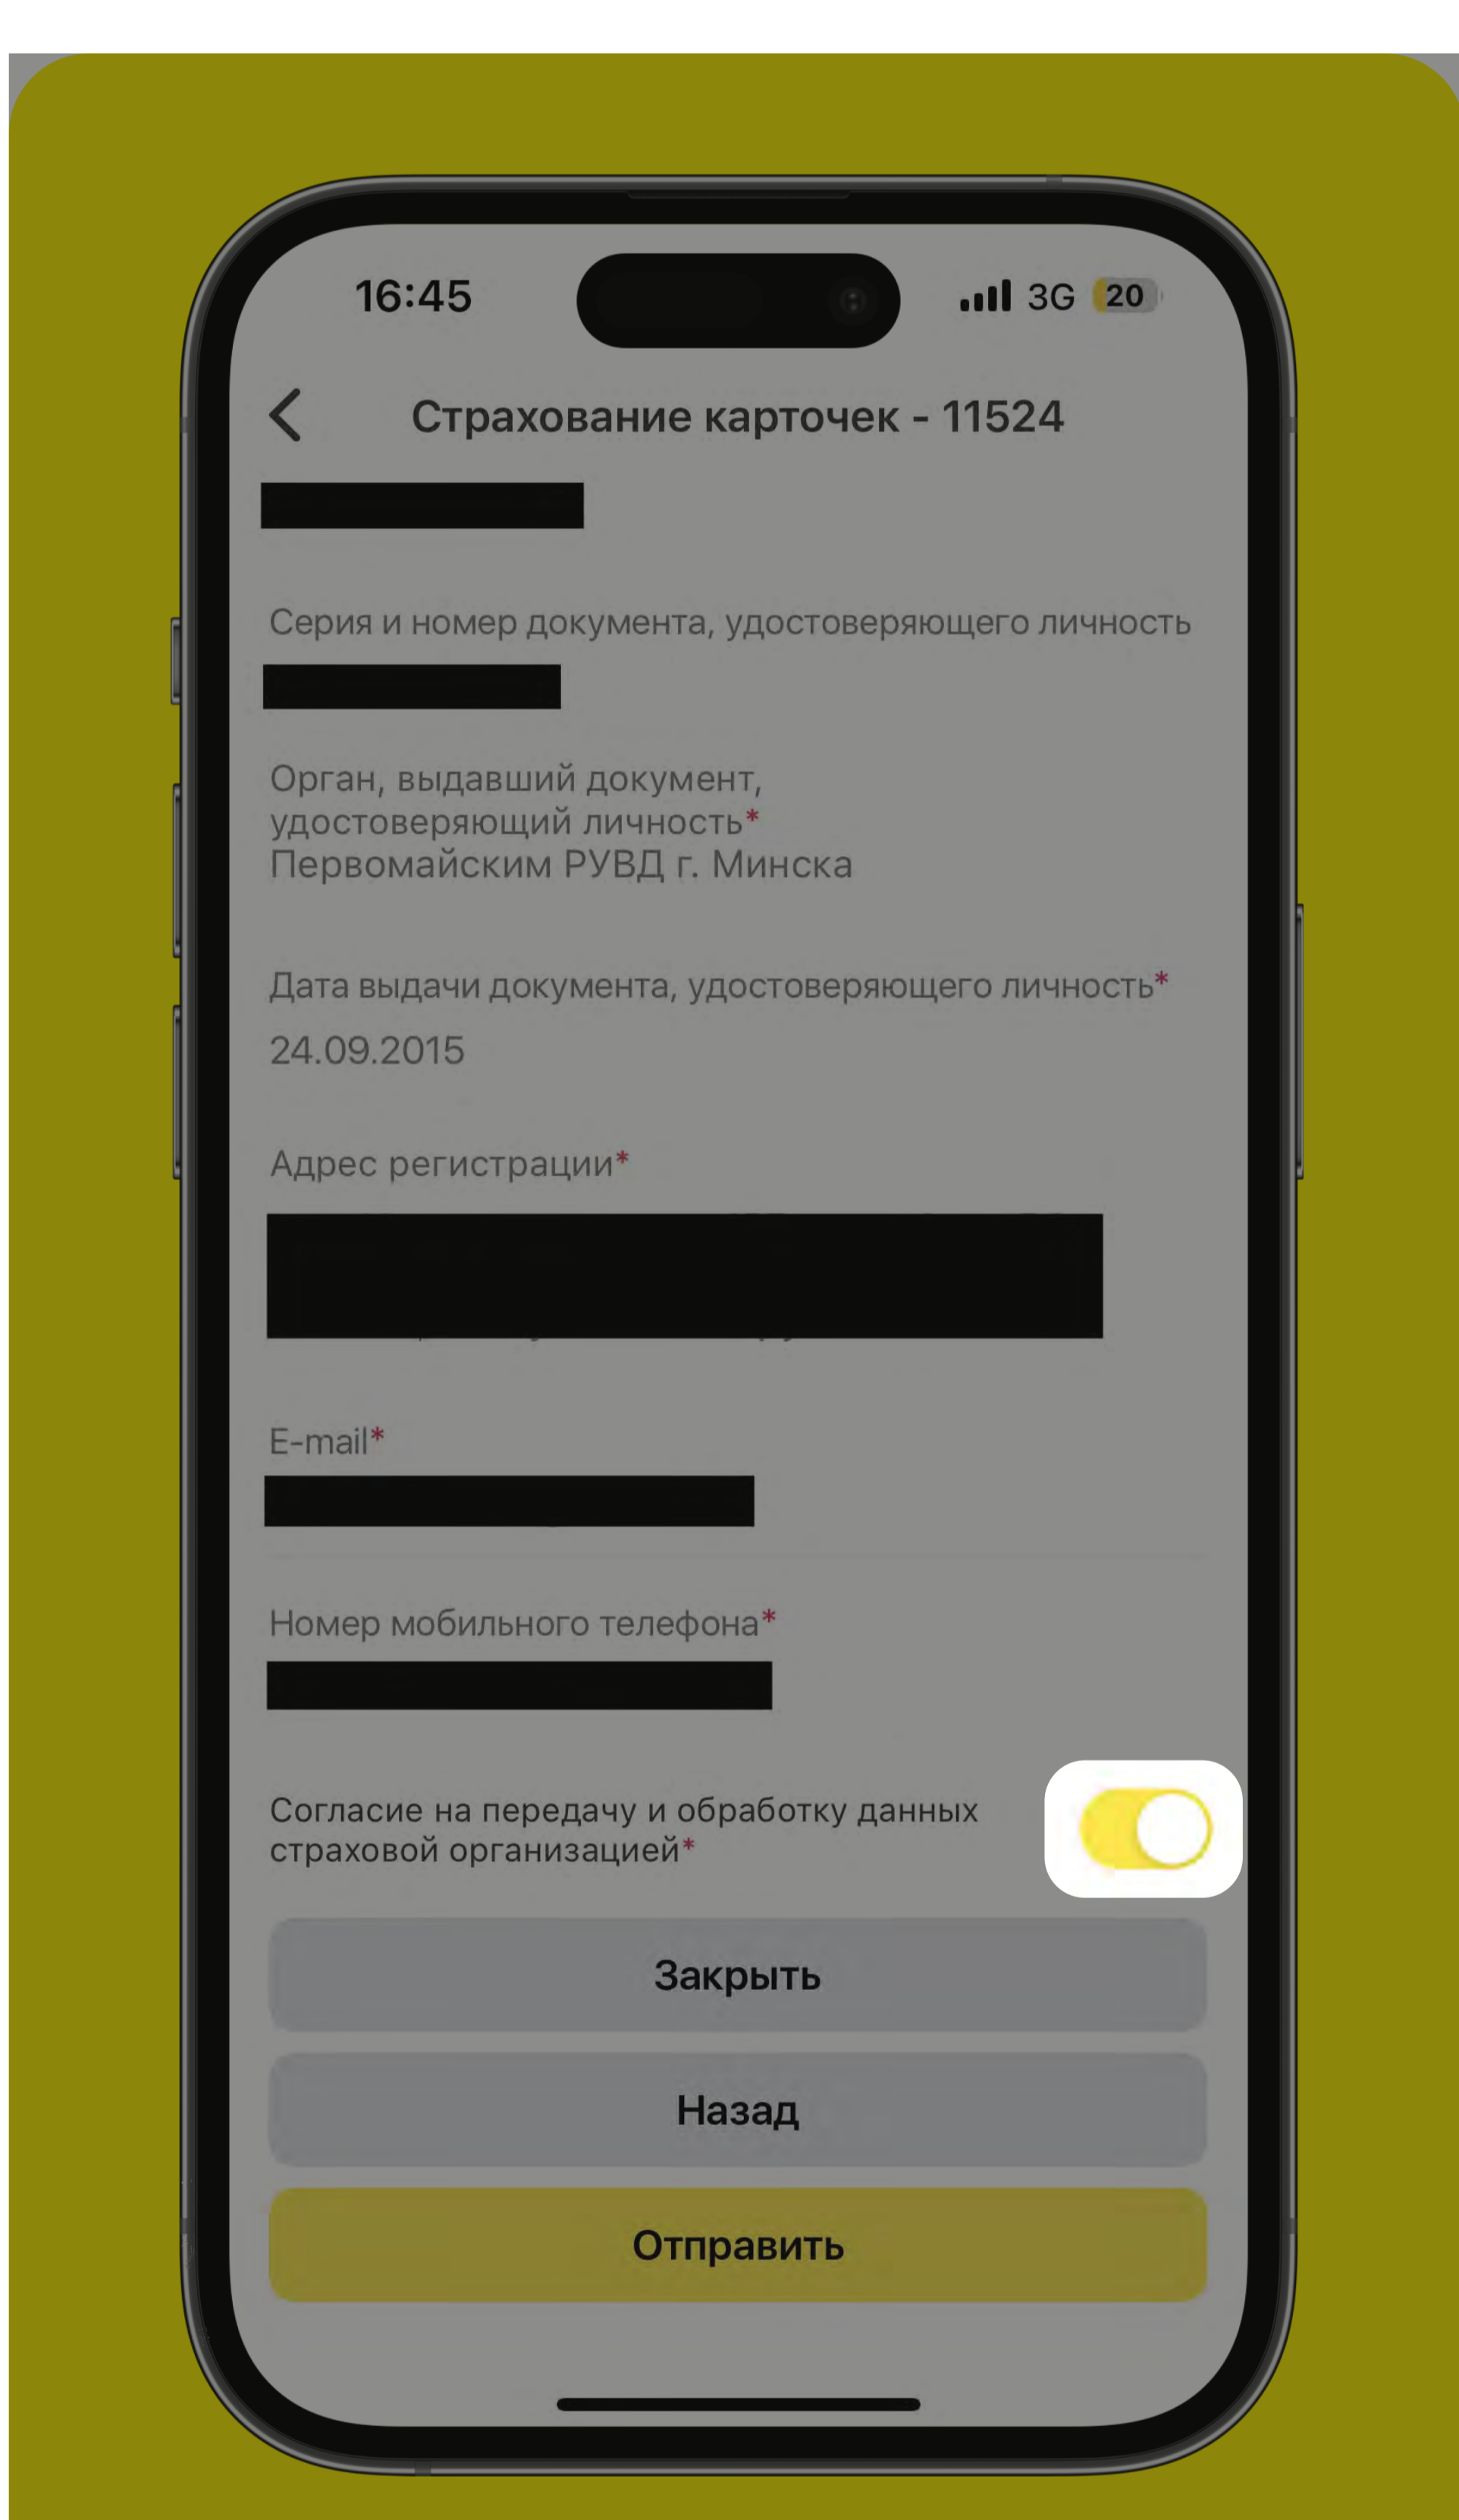 16:45 3G 20
Страхование карточек - 11524
Серия и номер документа, удостоверяющего личность
Орган, выдавший документ,
удостоверяющий личность*
Первомайским РУВД г. Минска
Дата выдачи документа, удостоверяющего личность*
24.09.2015
Адрес регистрации*
E-mail*
Номер мобильного телефона*
Согласие на передачу и обработку данных
страховой организацией*
Закрыть
Назад
Отправить